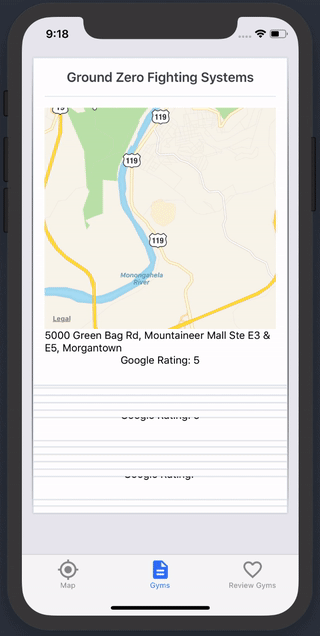 9:18
Ground Zero Fighting Systems
119
119
119
Monongahela
River
Legal
5000 Green Bag Rd, Mountaineer Mall Ste E3 &
E5, Morgantown
Google Rating: 5
Google Rating:
Google Rating:
Map
Gyms
Review Gyms